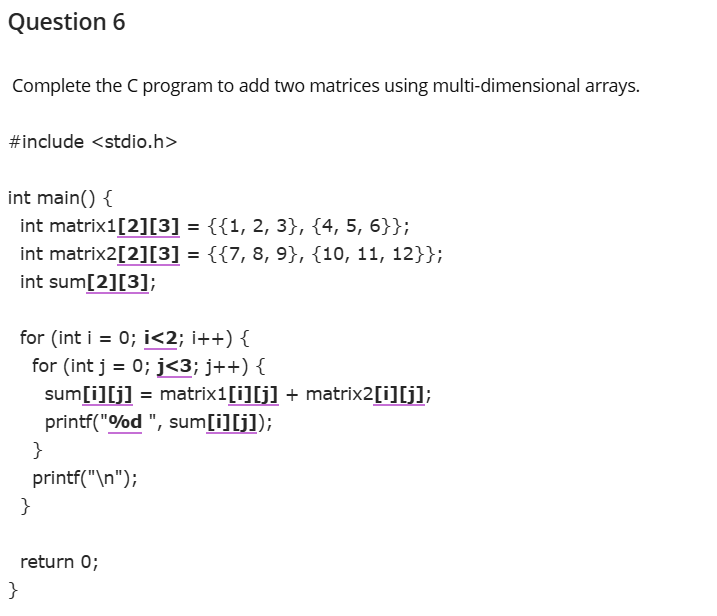 Question 6
Complete the C program to add two matrices using multi-dimensional arrays.
#include <stdio.h>
int main() {
int matrix1[2][3] = {{1, 2, 3}, {4, 5, 6}};
int matrix2[2][3] = {{7, 8, 9}, {10, 11, 12}};
int sum[2][3];
for (int i = 0; i<2; i++) {
for (int j = 0; j<3; j++) {
sum[i][j] = matrix1[i][j] + matrix2[i][j];
printf("%d ", sum[i][j]);
}
printf("\n");
}
return 0;
}